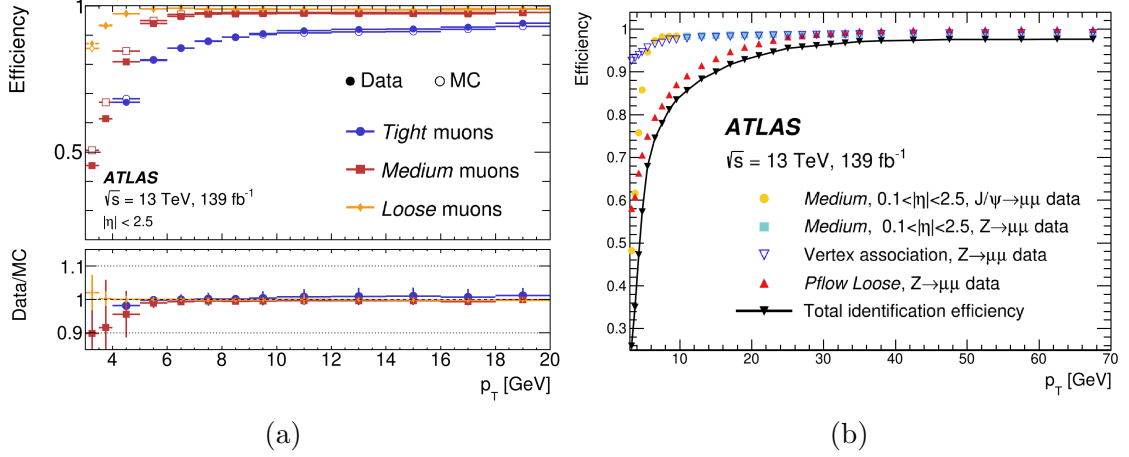 Efficiency
1
0.5
Data MC
Tight muons
Medium muons
Loose muons
ATLAS
√s = 13 TeV, 139 fb⁻¹
|η| < 2.5
Data/MC
1.1
1
0.9
4 6 8 10 12 14 16 18 20
p_T [GeV]
(a)
Efficiency
1
0.9
0.8
0.7
0.6
0.5
0.4
0.3
ATLAS
√s = 13 TeV, 139 fb⁻¹
Medium, 0.1<|η|<2.5, J/ψ→μμ data
Medium, 0.1<|η|<2.5, Z→μμ data
Vertex association, Z→μμ data
Pflow Loose, Z→μμ data
Total identification efficiency
10 20 30 40 50 60 70
p_T [GeV]
(b)